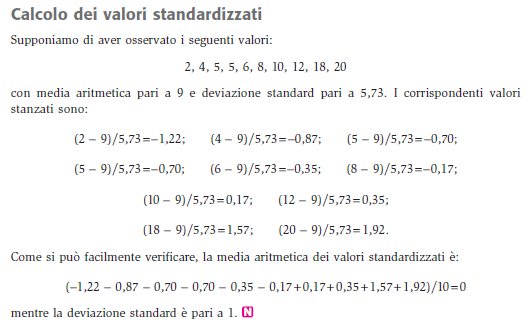 Calcolo dei valori standardizzati
Supponiamo di aver osservato i seguenti valori:
2, 4, 5, 5, 6, 8, 10, 12, 18, 20
con media aritmetica pari a 9 e deviazione standard pari a 5,73. I corrispondenti valori
stanzati sono:
(2 – 9)/5,73=–1,22; (4 – 9)/5,73=–0,87; (5 – 9)/5,73=–0,70;
(5 – 9)/5,73=–0,70; (6 – 9)/5,73=–0,35; (8 – 9)/5,73=–0,17;
(10 – 9)/5,73=0,17; (12 – 9)/5,73=0,35;
(18 – 9)/5,73=1,57; (20 – 9)/5,73=1,92.
Come si può facilmente verificare, la media aritmetica dei valori standardizzati è:
(–1,22 – 0,87 – 0,70 – 0,70 – 0,35 – 0,17+0,17+0,35+1,57+1,92)/10=0
mentre la deviazione standard è pari a 1. N